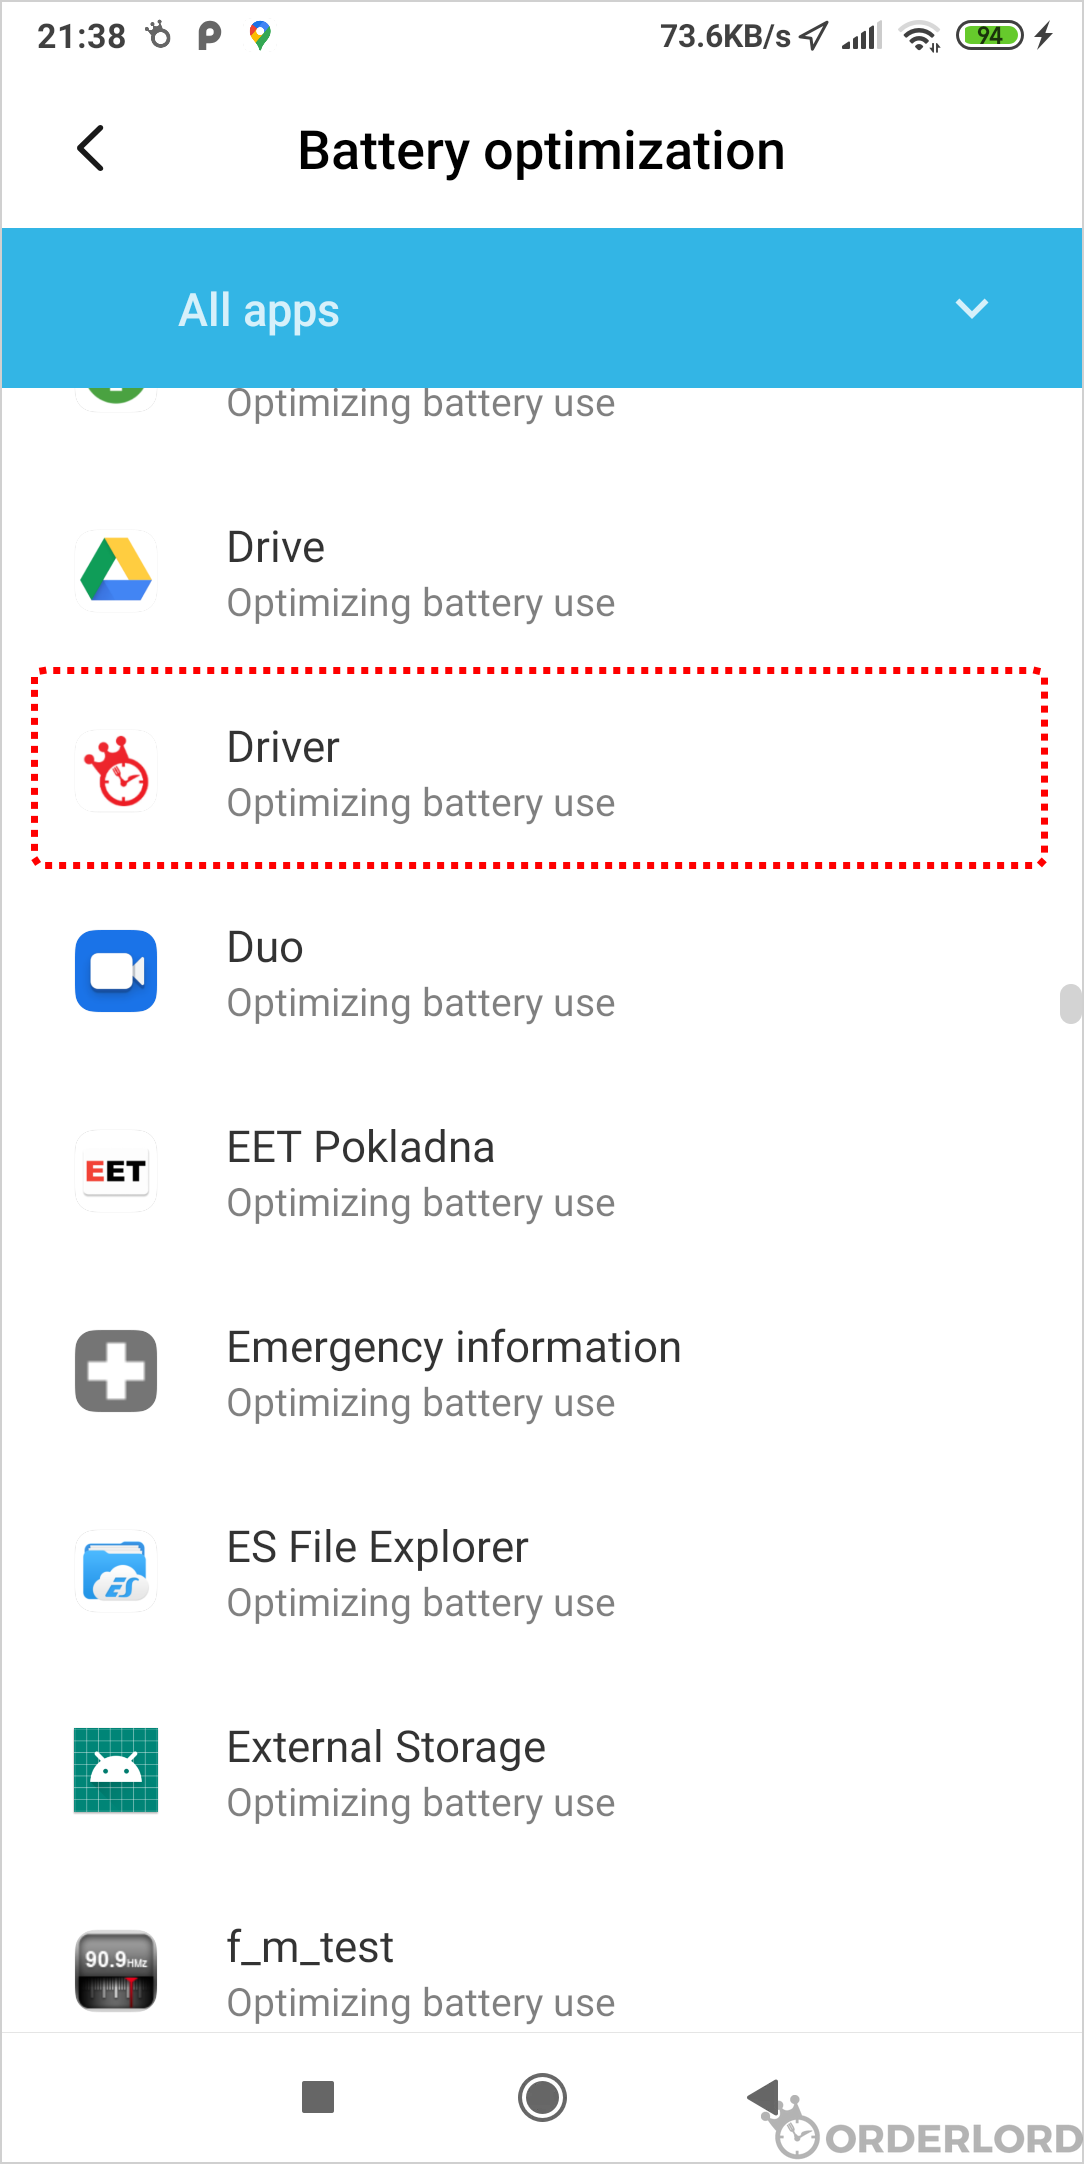 21:38 73.6KB/s 94
Battery optimization
All apps
Optimizing battery use
Drive
Optimizing battery use
Driver
Optimizing battery use
Duo
Optimizing battery use
EET
EET Pokladna
Optimizing battery use
Emergency information
Optimizing battery use
ES
ES File Explorer
Optimizing battery use
External Storage
Optimizing battery use
90.9HMz
f_m_test
Optimizing battery use
ORDERLORD